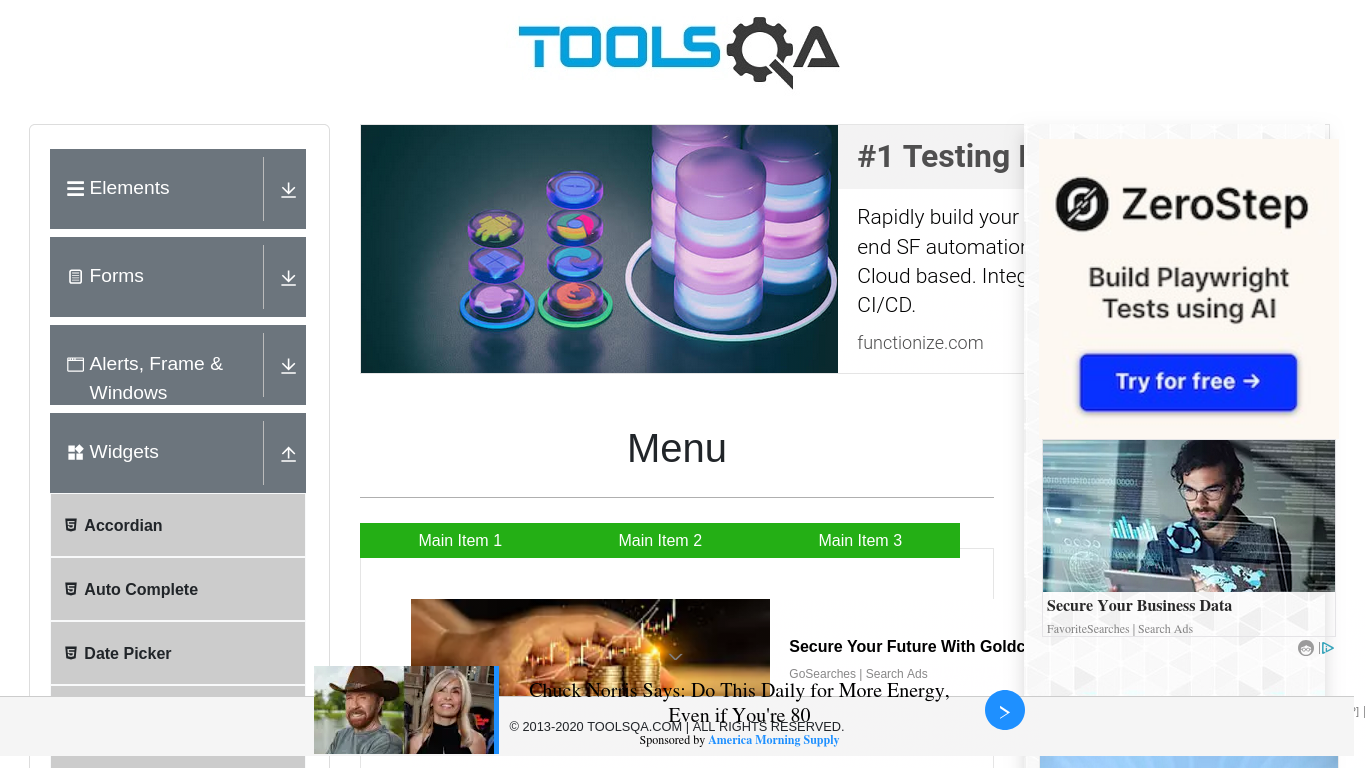 TOOLSQA
Elements
Forms
Alerts, Frame &
Windows
Widgets
Accordian
Auto Complete
Date Picker
#1 Testing
Rapidly build your
end SF automation
Cloud based. Integ
CI/CD.
functionize.com
Menu
Main Item 1
Main Item 2
Main Item 3
Secure Your Future With Goldc
GoSearches | Search Ads
ZeroStep
Build Playwright
Tests using AI
Try for free →
Secure Your Business Data
FavoriteSearches | Search Ads
Chuck Norris Says: Do This Daily for More Energy,
Even if You're 80
© 2013-2020 TOOLSQA.COM | ALL RIGHTS RESERVED.
Sponsored by America Morning Supply